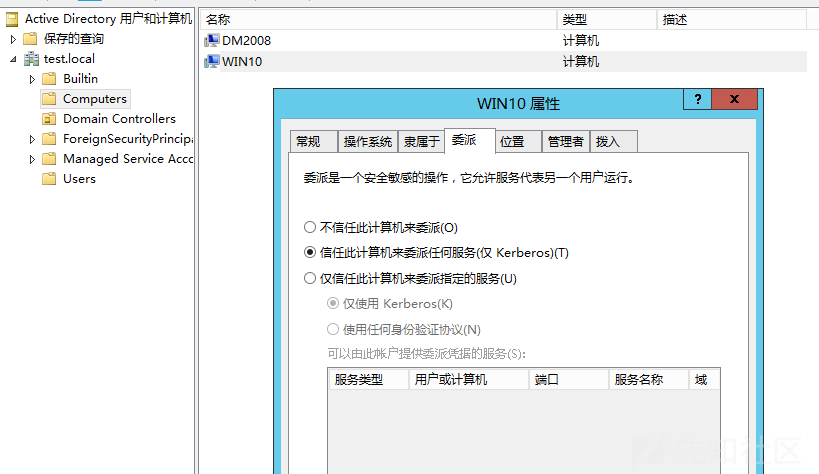 Active Directory 用户和计算机
保存的查询
test.local
Builtin
Computers
Domain Controllers
ForeignSecurityPrincipa
Managed Service Acco
Users
名称 类型 描述
DM2008 计算机
WIN10 计算机
WIN10 属性
? x
常规 操作系统 隶属于 委派 位置 管理者 拨入
委派是一个安全敏感的操作，它允许服务代表另一个用户运行。
不信任此计算机来委派(O)
信任此计算机来委派任何服务(仅 Kerberos)(T)
仅信任此计算机来委派指定的服务(U)
仅使用 Kerberos(K)
使用任何身份验证协议(N)
可以由此帐户提供委派凭据的服务(S):
服务类型 用户或计算机 端口 服务名称 域
先知社区